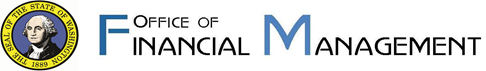 THE SEAL OF THE STATE OF WASHINGTON
1889
OFFICE OF
FINANCIAL MANAGEMENT